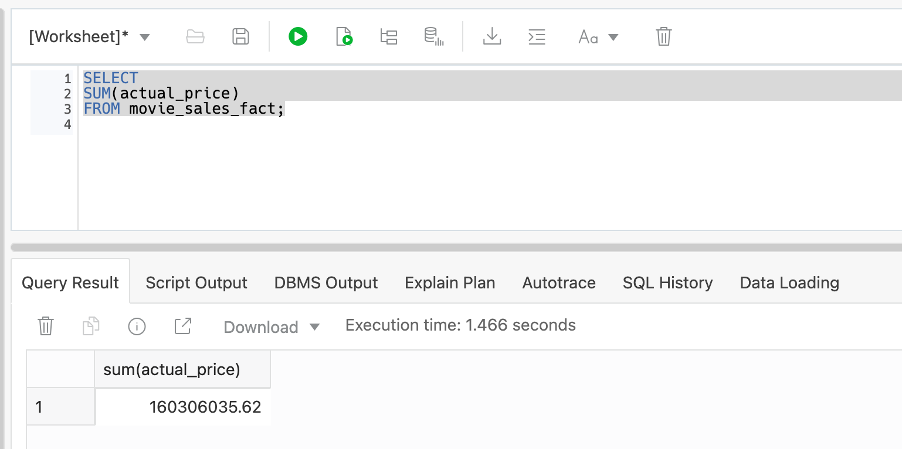 [Worksheet]*
Aa
1 SELECT
2 SUM(actual_price)
3 FROM movie_sales_fact;
4
Query Result Script Output DBMS Output Explain Plan Autotrace SQL History Data Loading
Download Execution time: 1.466 seconds
sum(actual_price)
1 160306035.62